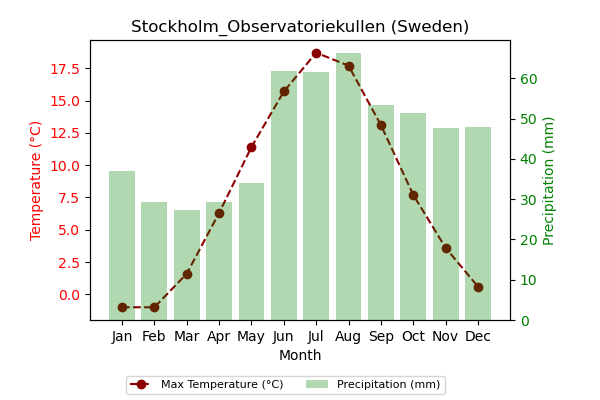 Stockholm_Observatoriekullen (Sweden)
17.5
15.0
12.5
10.0
7.5
5.0
2.5
0.0
Temperature (°C)
60
50
40
30
20
10
0
Precipitation (mm)
Jan Feb Mar Apr May Jun Jul Aug Sep Oct Nov Dec
Month
Max Temperature (°C) Precipitation (mm)